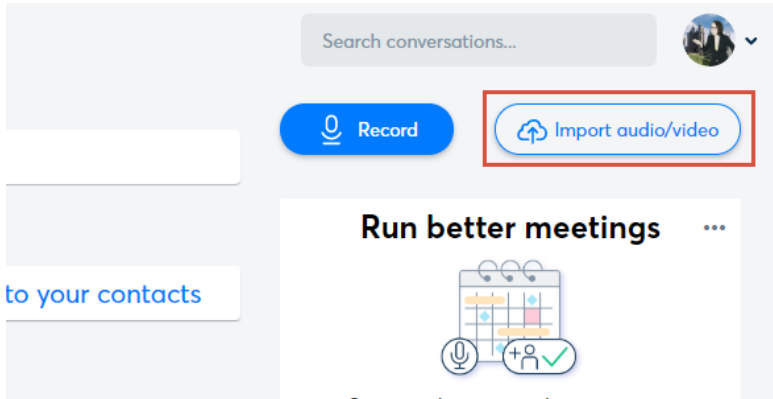 Search conversations...
Record
Import audio/video
Run better meetings
to your contacts